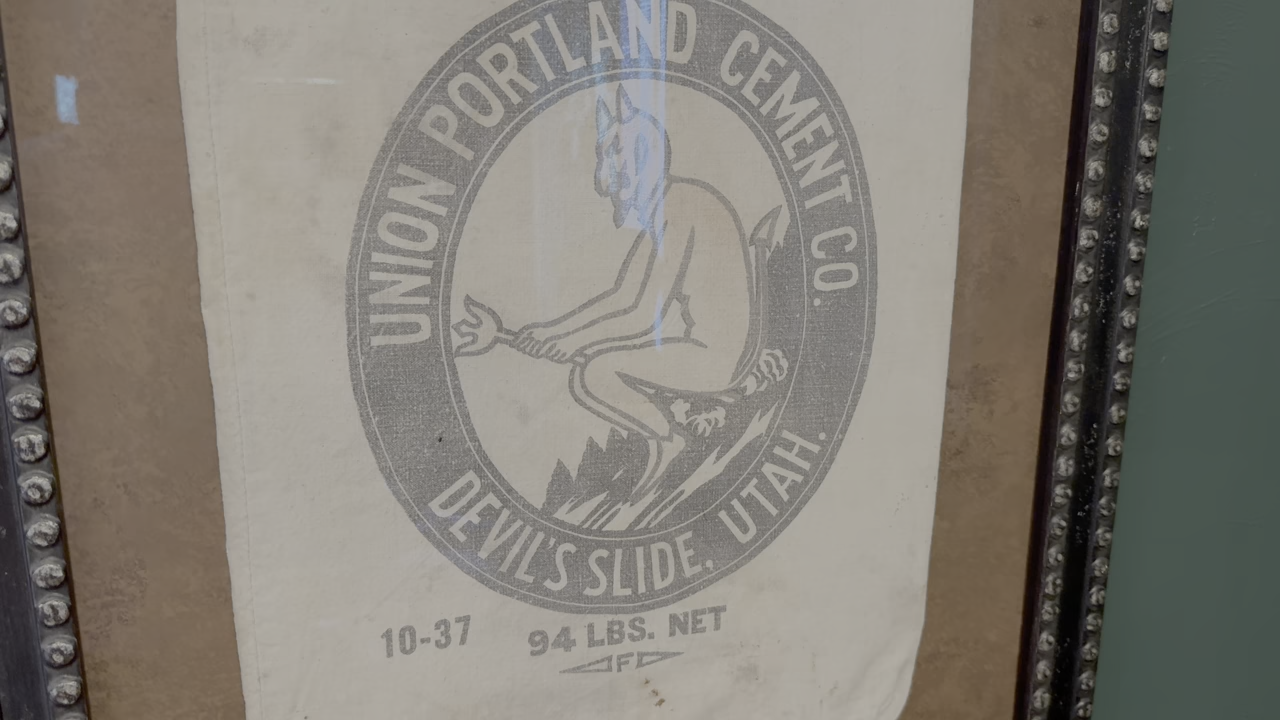 UNION PORTLAND CEMENT CO.
DEVIL'S SLIDE, UTAH.
10-37 94 LBS. NET
F